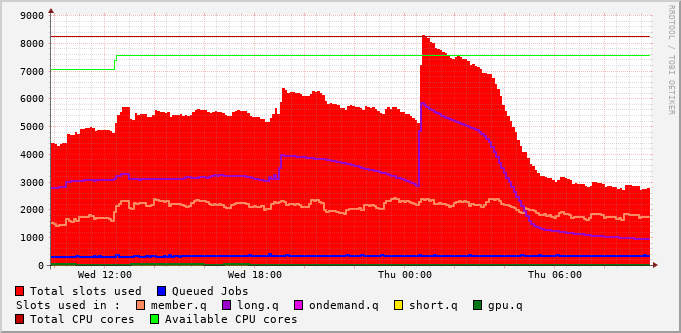 9000
8000
7000
6000
5000
4000
3000
2000
1000
0
Wed 12:00 Wed 18:00 Thu 00:00 Thu 06:00
RRDTOOL / TOBI OETIKER
Total slots used Queued Jobs
Slots used in : member.q long.q ondemand.q short.q gpu.q
Total CPU cores Available CPU cores